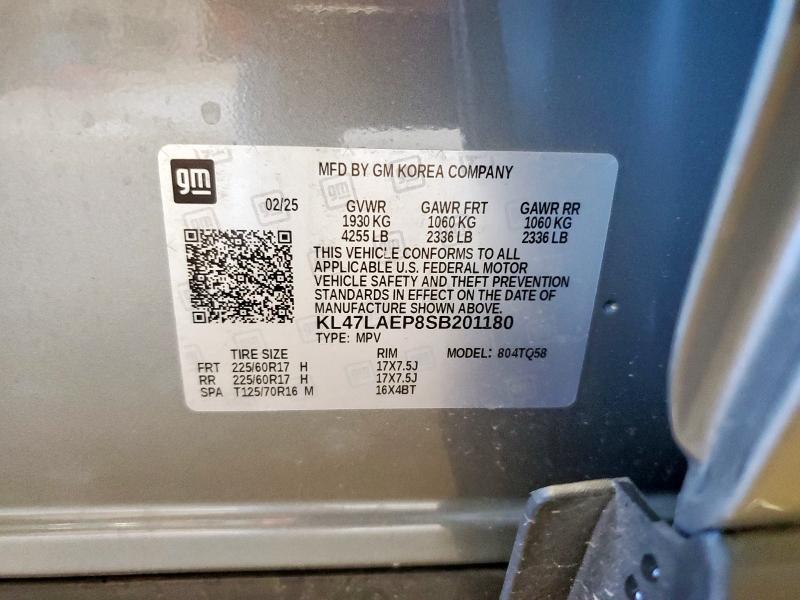 gm
MFD BY GM KOREA COMPANY
02/25 GVWR GAWR FRT GAWR RR
1930 KG 1060 KG 1060 KG
4255 LB 2336 LB 2336 LB
THIS VEHICLE CONFORMS TO ALL
APPLICABLE U.S. FEDERAL MOTOR
VEHICLE SAFETY AND THEFT PREVENTION
STANDARDS IN EFFECT ON THE DATE OF
MANUFACTURE SHOWN ABOVE.
KL47LAEP8SB201180
TYPE: MPV
TIRE SIZE RIM MODEL: 804TQ58
FRT 225/60R17 H 17X7.5J
RR 225/60R17 H 17X7.5J
SPA T125/70R16 M 16X4BT